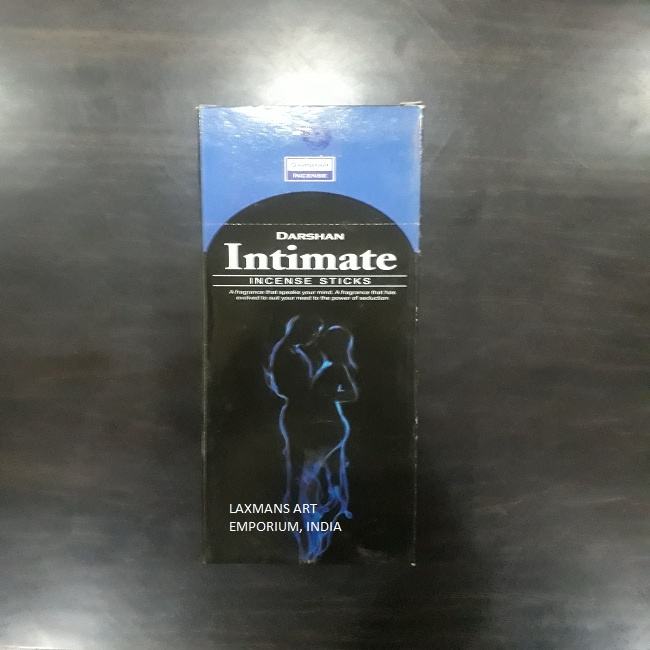 INCENSE
DARSHAN
Intimate
INCENSE STICKS
A fragrance that speaks your mind. A fragrance that has
evolved to suit your need to the power of seduction
LAXMANS ART
EMPORIUM, INDIA